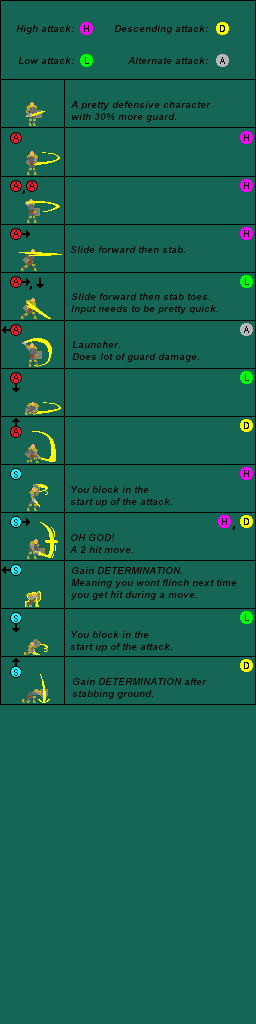 High attack: H Descending attack: D
Low attack: L Alternate attack: A
A pretty defensive character
with 30% more guard.
A H
A, A H
A H
Slide forward then stab.
A , L
Slide forward then stab toes.
Input needs to be pretty quick.
A A
Launcher.
Does lot of guard damage.
A L
D
A
S H
You block in the
start up of the attack.
S H, D
OH GOD!
A 2 hit move.
S Gain DETERMINATION.
Meaning you wont flinch next time
you get hit during a move.
S L
You block in the
start up of the attack.
D
S Gain DETERMINATION after
stabbing ground.